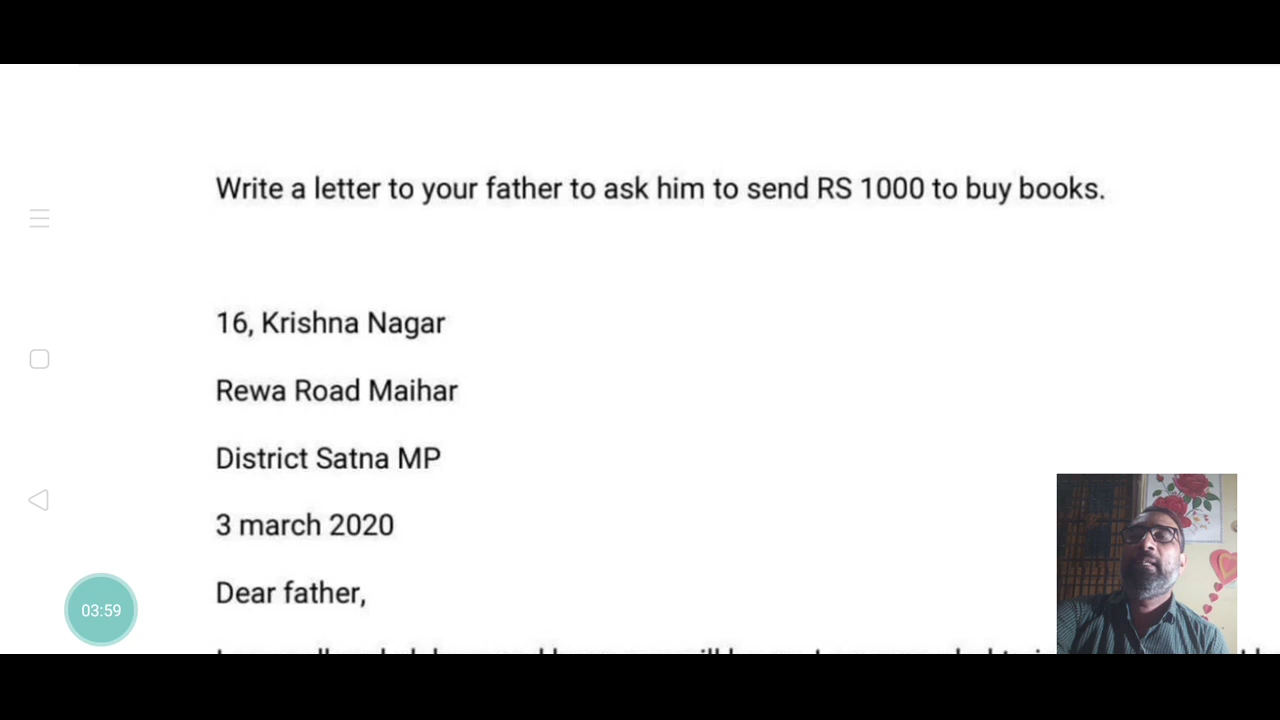 Write a letter to your father to ask him to send RS 1000 to buy books.
16, Krishna Nagar
Rewa Road Maihar
District Satna MP
3 march 2020
Dear father,
03:59